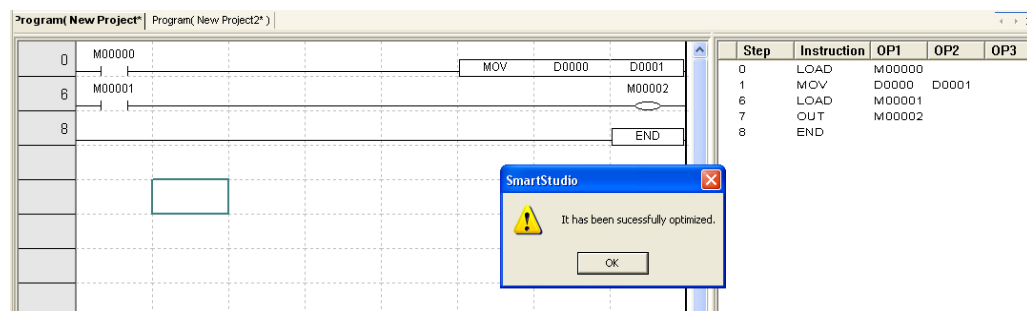 Program( New Project* Program( New Project2* )
0 M00000 MOV D0000 D0001
6 M00001 M00002
8 END
SmartStudio
It has been sucessfully optimized.
OK
Step Instruction OP1 OP2 OP3
0 LOAD M00000
1 MOV D0000 D0001
6 LOAD M00001
7 OUT M00002
8 END